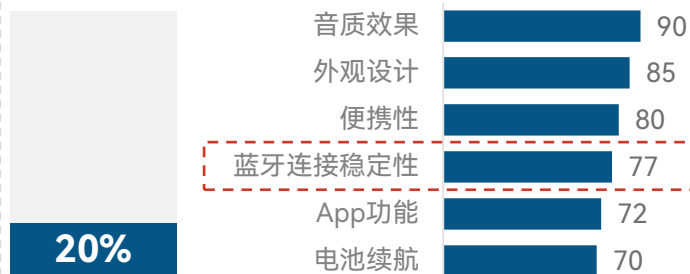 音质效果 90
外观设计 85
便携性 80
蓝牙连接稳定性 77
App功能 72
20%
电池续航 70